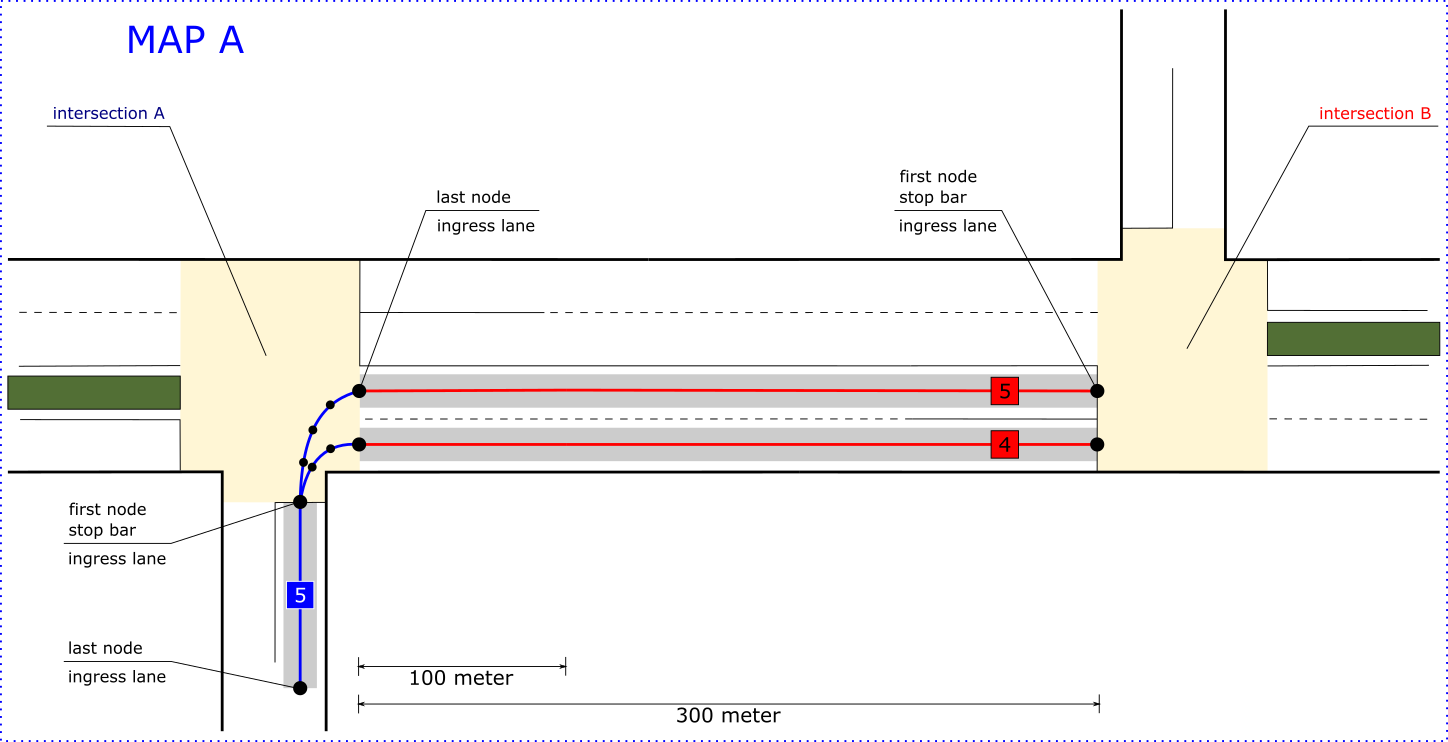 MAP A
intersection A
intersection B
first node
stop bar
ingress lane
last node
ingress lane
5
4
first node
stop bar
ingress lane
5
last node
ingress lane
100 meter
300 meter